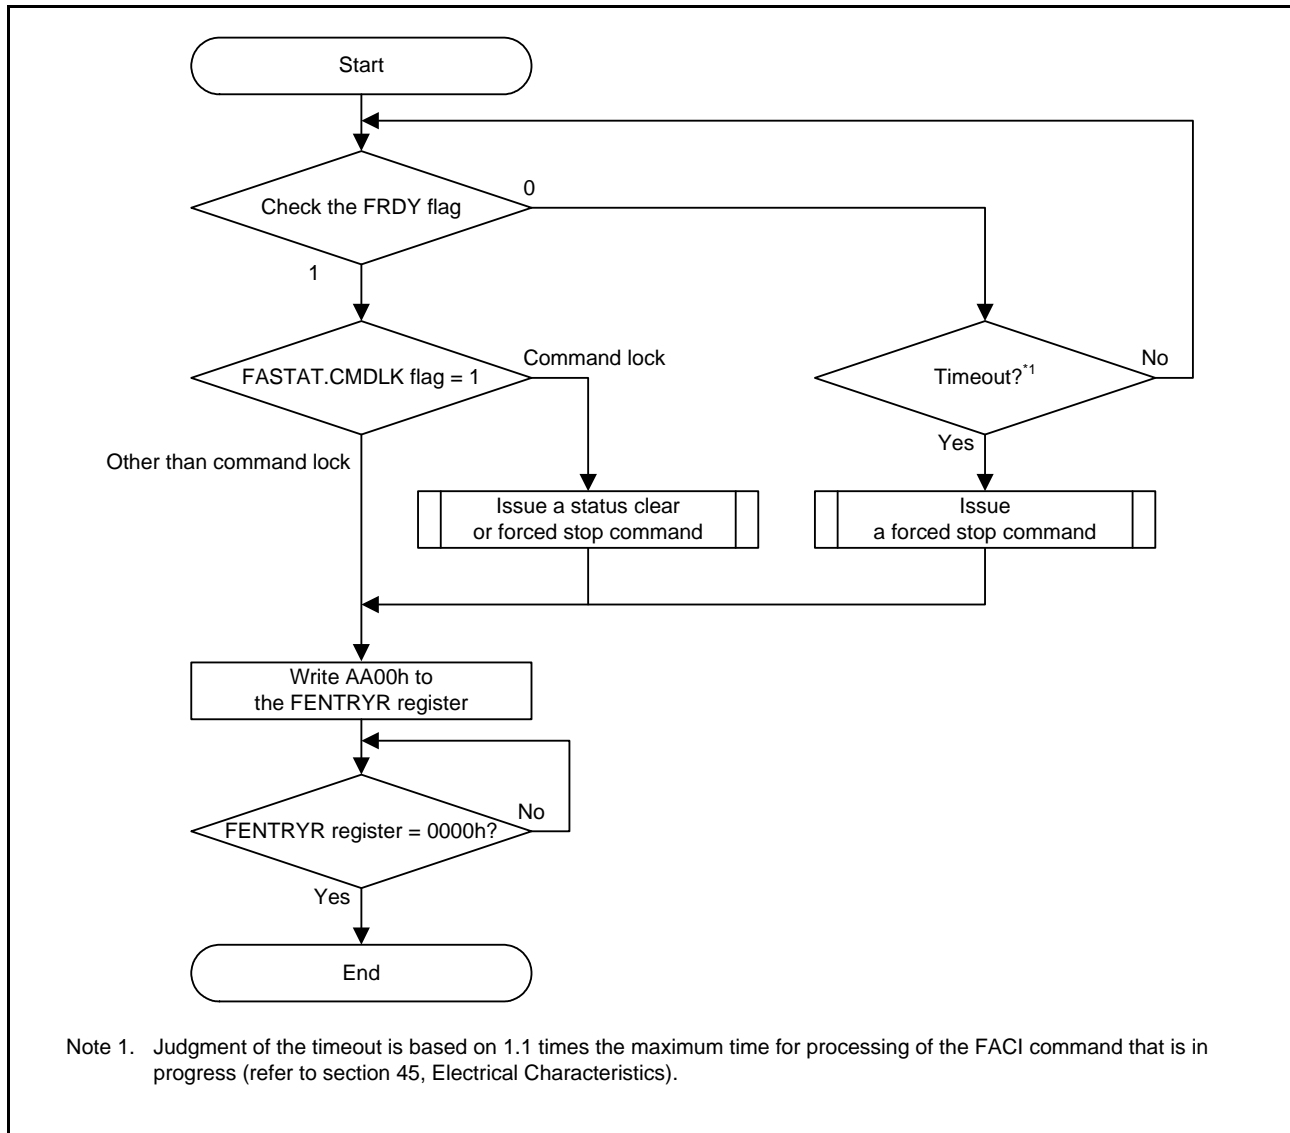 Start
Check the FRDY flag
0
1
FASTAT.CMDLK flag = 1
Command lock
Timeout?*1
No
Other than command lock
Yes
Issue a status clear
or forced stop command
Issue
a forced stop command
Write AA00h to
the FENTRYR register
FENTRYR register = 0000h?
No
Yes
End
Note 1. Judgment of the timeout is based on 1.1 times the maximum time for processing of the FACI command that is in
progress (refer to section 45, Electrical Characteristics).